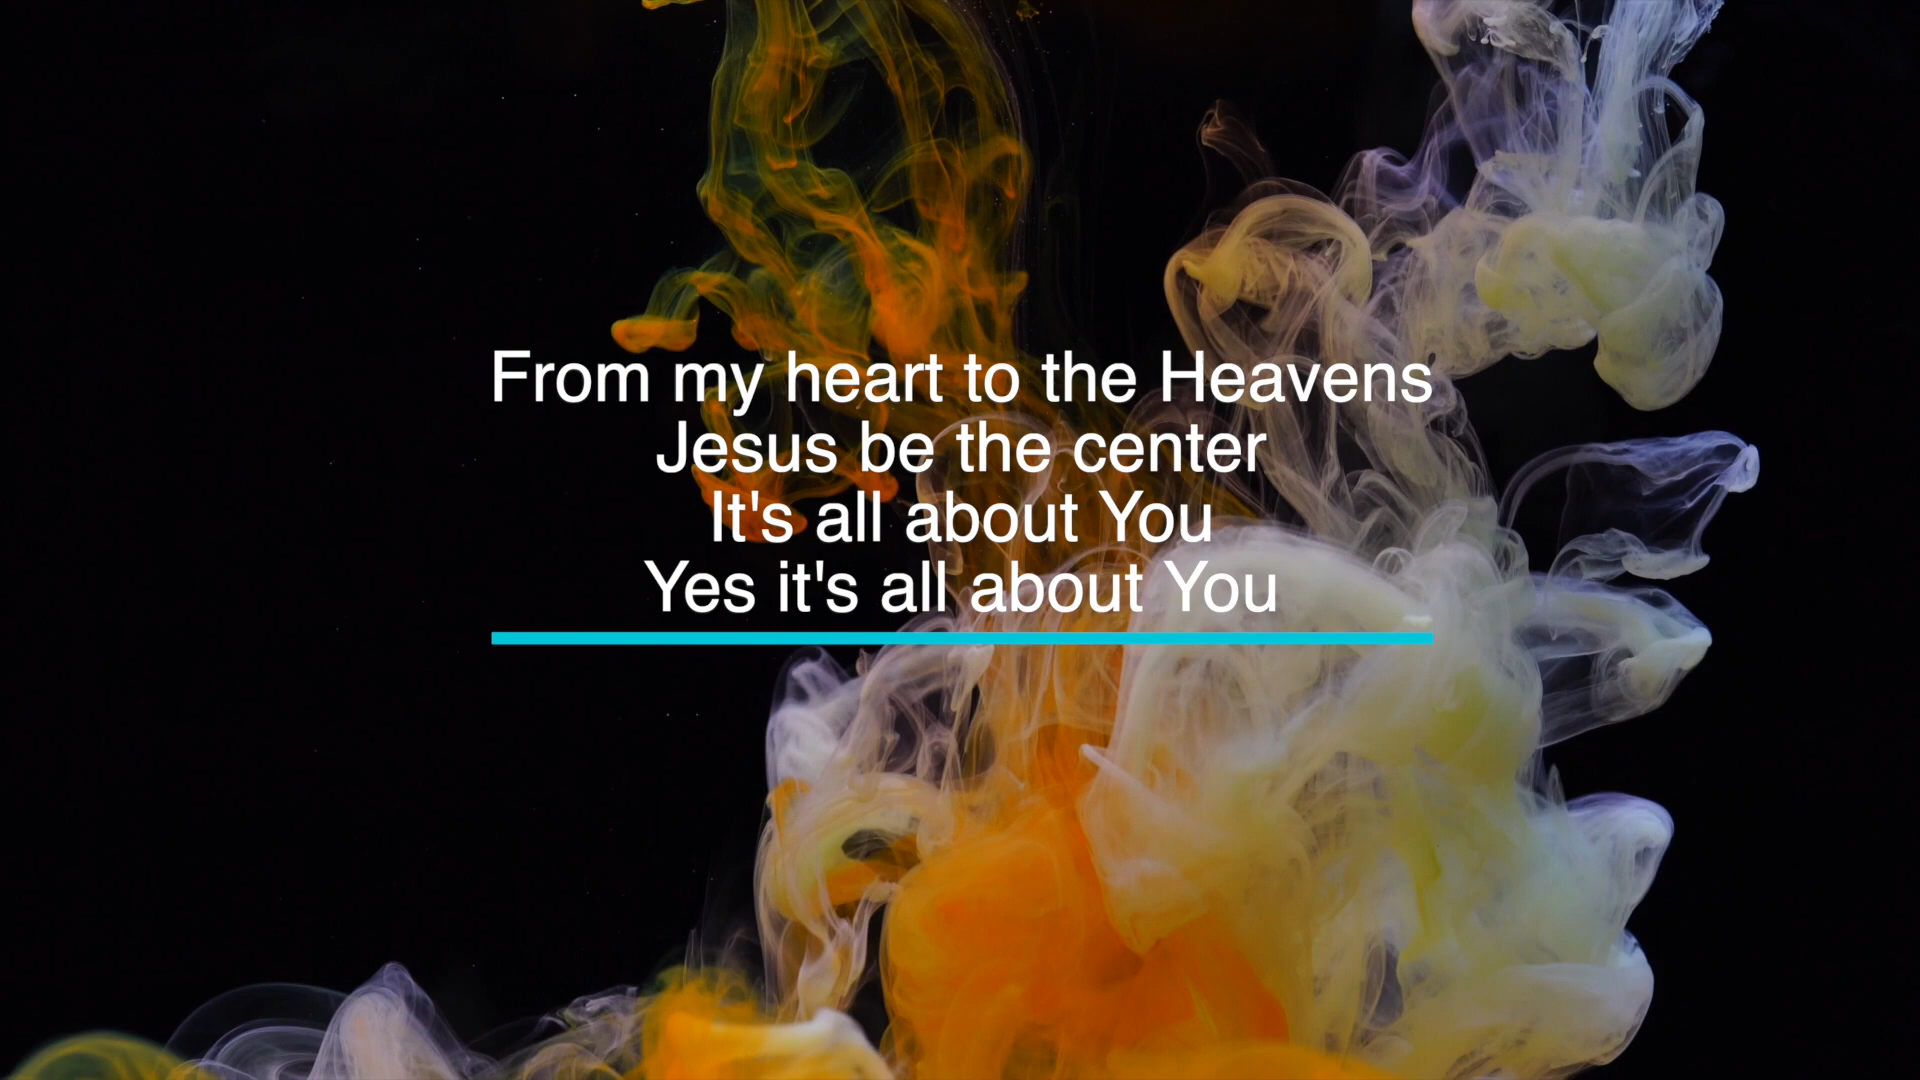 From my heart to the Heavens
Jesus be the center
It's all about You
Yes it's all about You